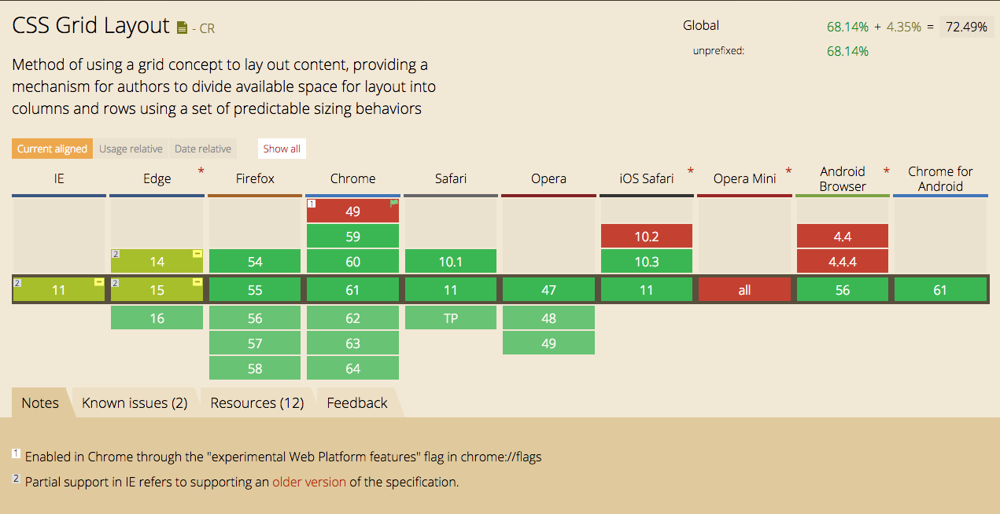 CSS Grid Layout - CR
Global 68.14% + 4.35% = 72.49%
unprefixed: 68.14%
Method of using a grid concept to lay out content, providing a
mechanism for authors to divide available space for layout into
columns and rows using a set of predictable sizing behaviors
Current aligned Usage relative Date relative Show all
IE Edge * Firefox Chrome Safari Opera iOS Safari * Opera Mini * Android Browser * Chrome for Android
1 49
59 10.2 4.4
2 14 - 54 60 10.1 10.3 4.4.4
2 11 - 2 15 - 55 61 11 47 11 all 56 61
16 56 62 TP 48
57 63 49
58 64
Notes Known issues (2) Resources (12) Feedback
1 Enabled in Chrome through the "experimental Web Platform features" flag in chrome://flags
2 Partial support in IE refers to supporting an older version of the specification.